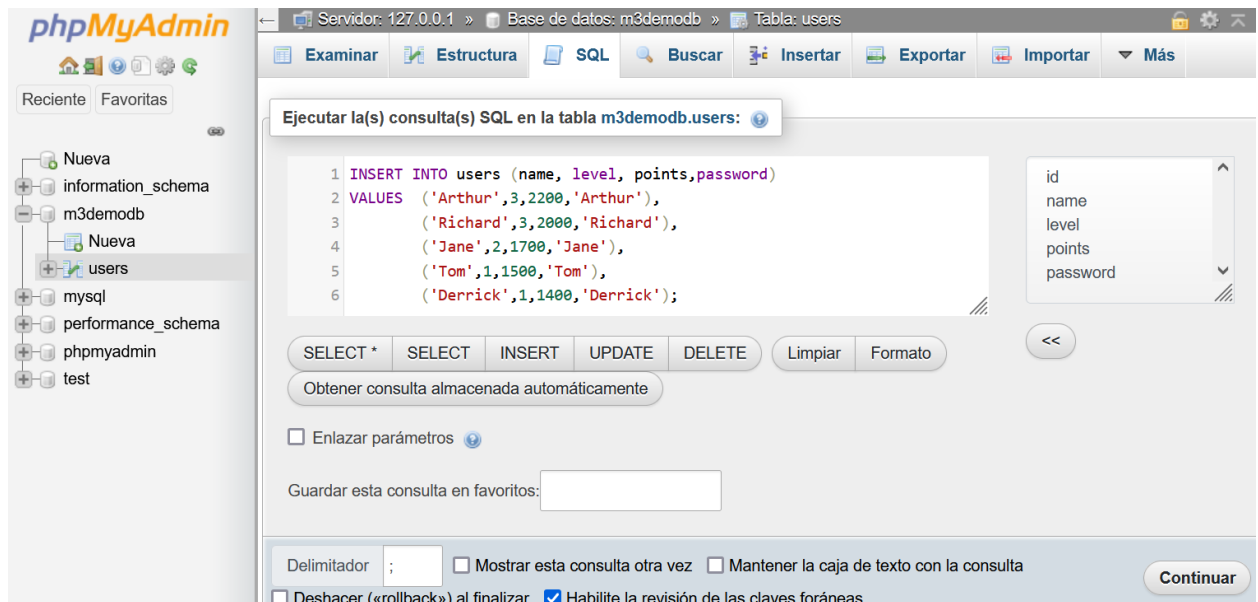 phpMyAdmin
Reciente Favoritas
Nueva
information_schema
m3demodb
Nueva
users
mysql
performance_schema
phpmyadmin
test
← Servidor: 127.0.0.1 » Base de datos: m3demodb » Tabla: users
Examinar Estructura SQL Buscar Insertar Exportar Importar Más
Ejecutar la(s) consulta(s) SQL en la tabla m3demodb.users:
1 INSERT INTO users (name, level, points,password)
2 VALUES ('Arthur',3,2200,'Arthur'),
3 ('Richard',3,2000,'Richard'),
4 ('Jane',2,1700,'Jane'),
5 ('Tom',1,1500,'Tom'),
6 ('Derrick',1,1400,'Derrick');
id
name
level
points
password
<<
SELECT * SELECT INSERT UPDATE DELETE Limpiar Formato
Obtener consulta almacenada automáticamente
Enlazar parámetros
Guardar esta consulta en favoritos:
Delimitador ; Mostrar esta consulta otra vez Mantener la caja de texto con la consulta
Continuar
Deshacer («rollback») al finalizar Habilite la revisión de las claves foráneas